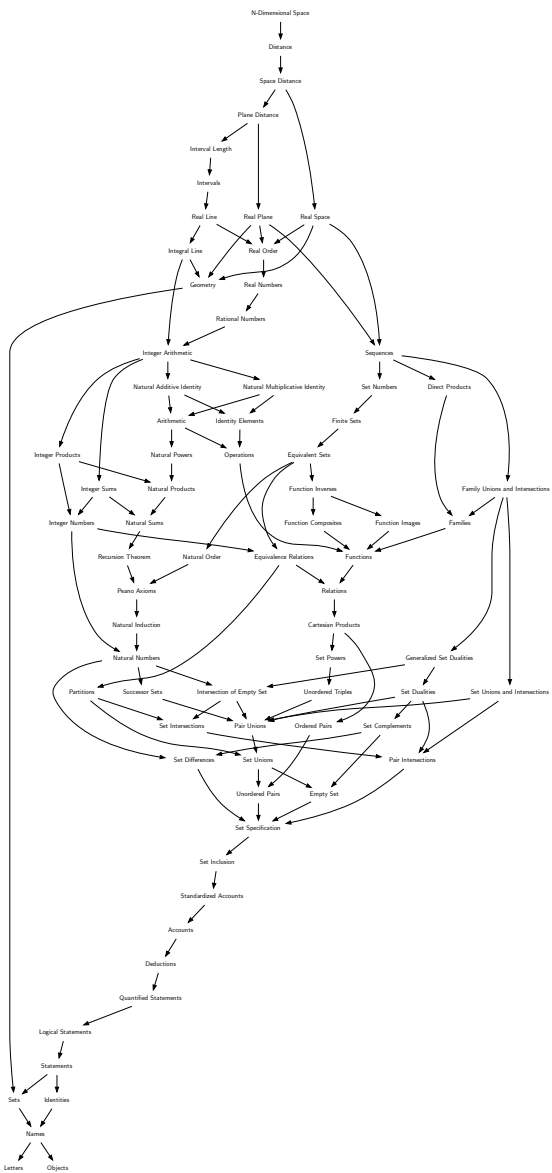 N-Dimensional Space
Distance
Space Distance
Plane Distance
Interval Length
Intervals
Real Line
Real Plane
Real Space
Integral Line
Real Order
Geometry
Real Numbers
Rational Numbers
Integer Arithmetic
Sequences
Natural Additive Identity
Natural Multiplicative Identity
Set Numbers
Direct Products
Arithmetic
Identity Elements
Finite Sets
Integer Products
Natural Powers
Operations
Equivalent Sets
Integer Sums
Natural Products
Function Inverses
Family Unions and Intersections
Integer Numbers
Natural Sums
Function Composites
Function Images
Families
Recursion Theorem
Natural Order
Equivalence Relations
Functions
Peano Axioms
Relations
Natural Induction
Cartesian Products
Natural Numbers
Set Powers
Generalized Set Dualities
Partitions
Successor Sets
Intersection of Empty Set
Unordered Triples
Set Dualities
Set Unions and Intersections
Set Intersections
Pair Unions
Ordered Pairs
Set Complements
Set Differences
Set Unions
Pair Intersections
Unordered Pairs
Empty Set
Set Specification
Set Inclusion
Standardized Accounts
Accounts
Deductions
Quantified Statements
Logical Statements
Statements
Sets
Identities
Names
Letters
Objects